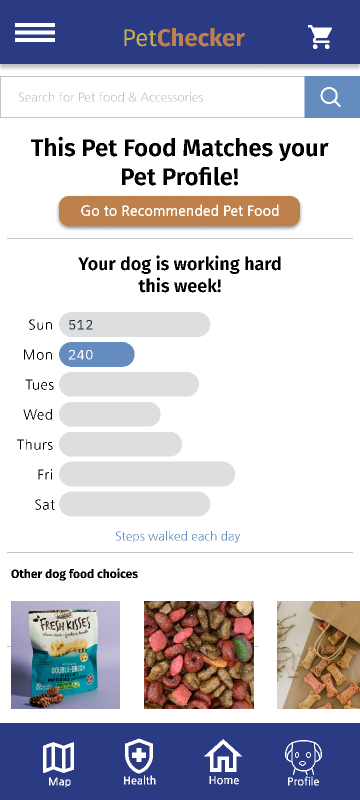 PetChecker
Search for Pet food & Accessories
This Pet Food Matches your
Pet Profile!
Go to Recommended Pet Food
Your dog is working hard
this week!
Sun 512
Mon 240
Tues
Wed
Thurs
Fri
Sat
Steps walked each day
Other dog food choices
FRESH KISSES
DOUBLE-BRUSH
Map
Health
Home
Profile